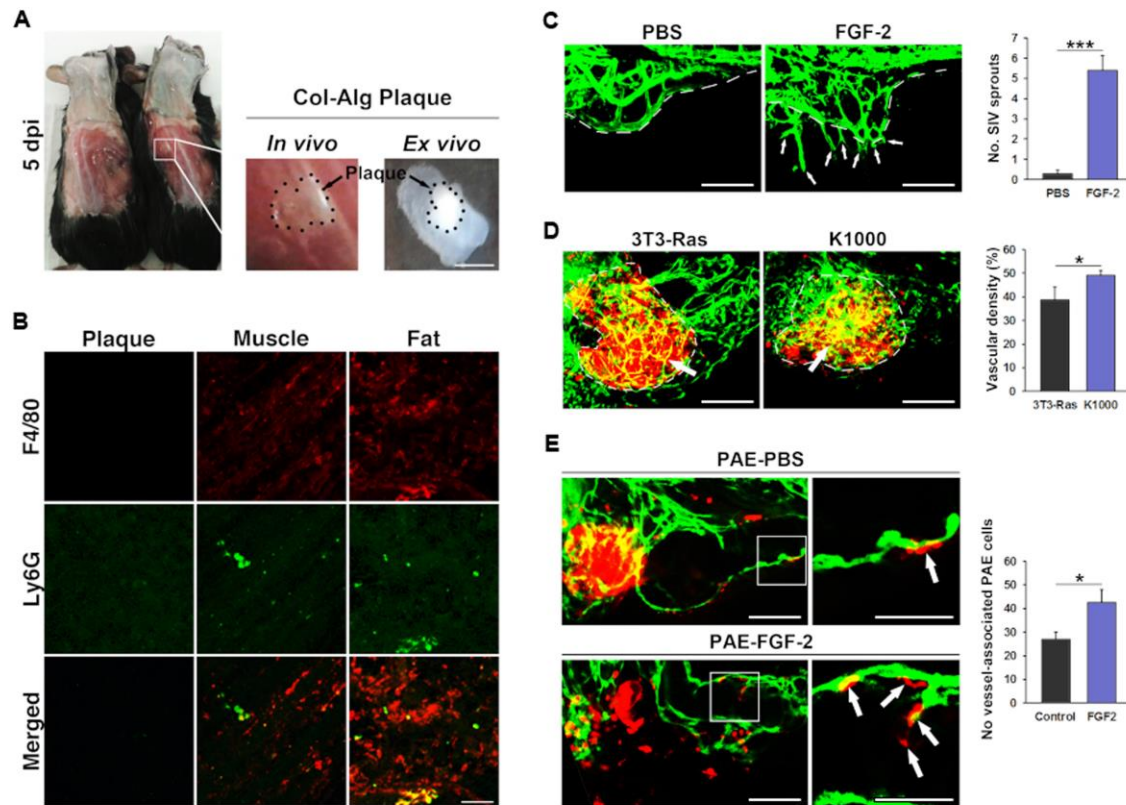 A
5 dpi
Col-Alg Plaque
In vivo
Ex vivo
Plaque
B
Plaque Muscle Fat
F4/80
Ly6G
Merged
C
PBS FGF-2
No. SIV sprouts
7
6
5
4
3
2
1
0
***
PBS FGF-2
D
3T3-Ras K1000
Vascular density (%)
60
50
40
30
20
10
0
*
3T3-Ras K1000
E
PAE-PBS
PAE-FGF-2
No vessel-associated PAE cells
60
50
40
30
20
10
0
*
Control FGF2